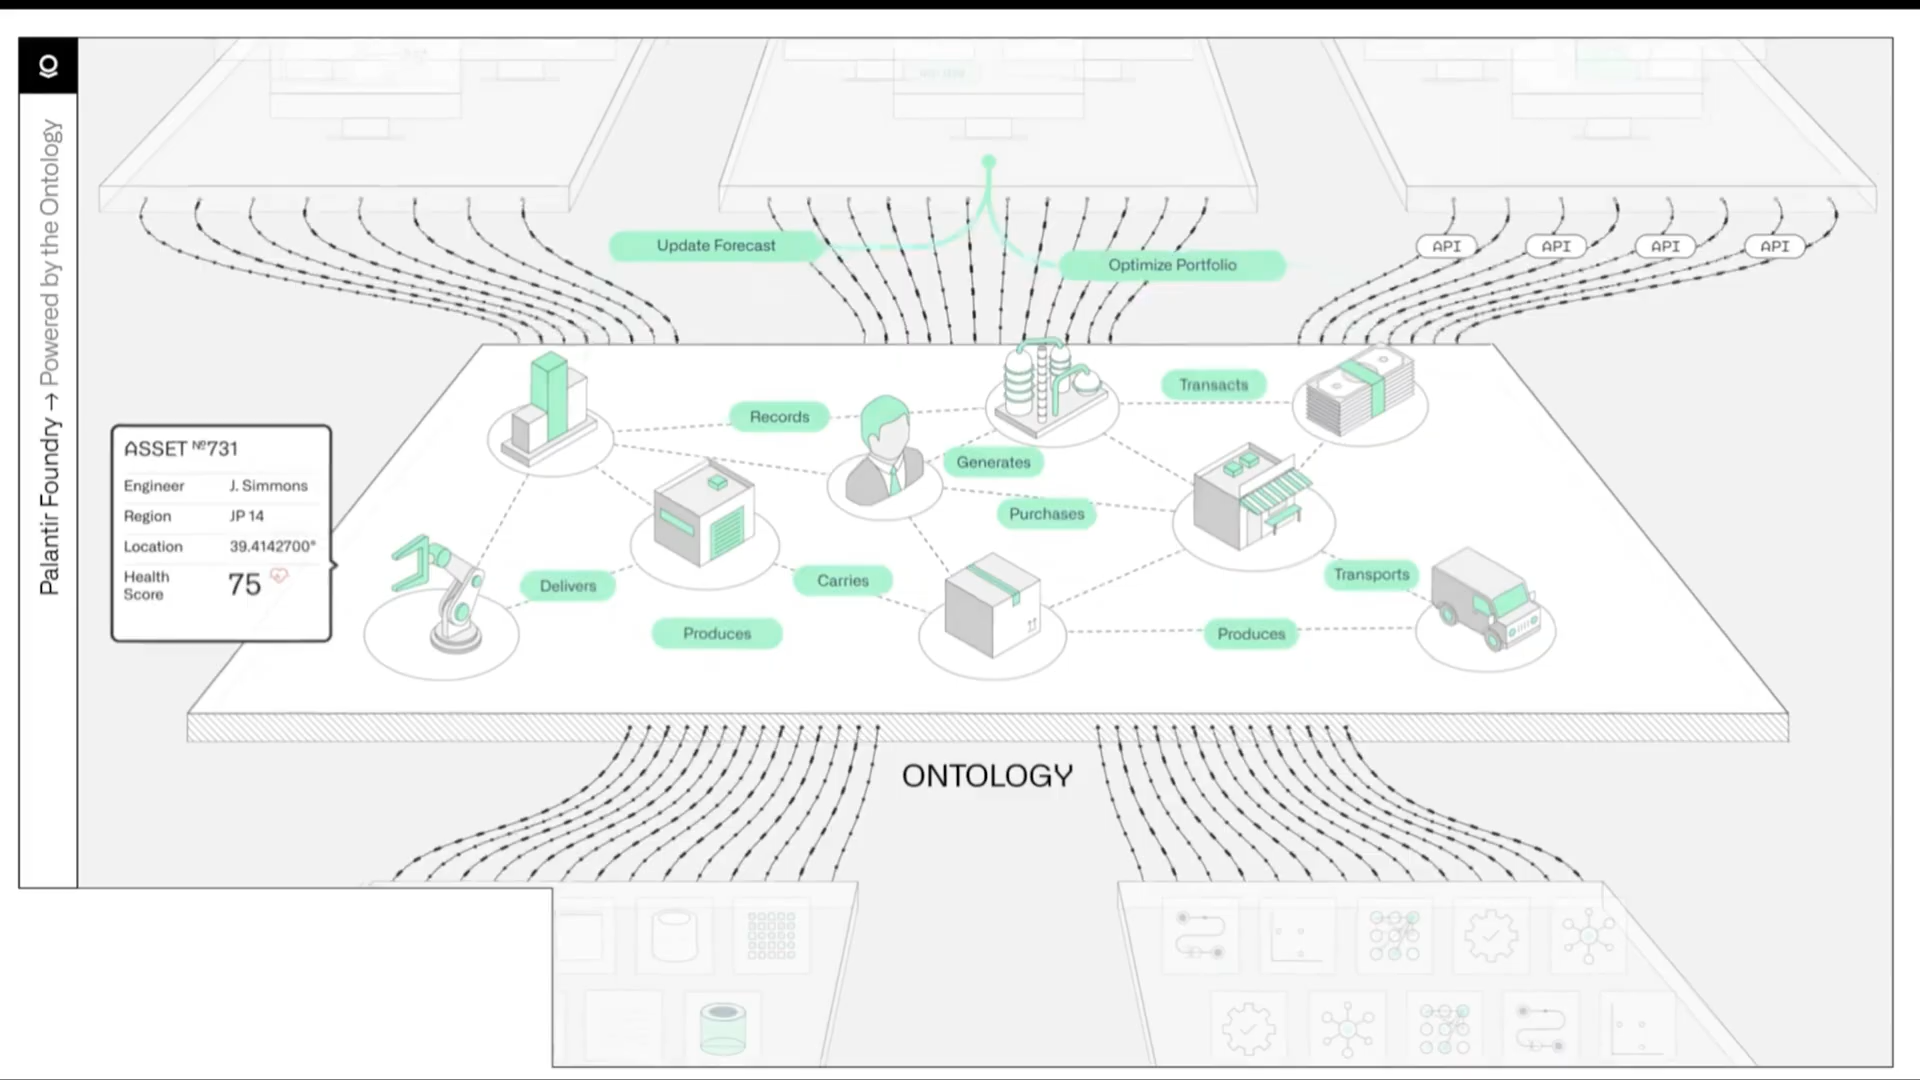 Palantir Foundry → Powered by the Ontology
Update Forecast
Optimize Portfolio
API
API
API
API
Transacts
Records
Generates
Purchases
ASSET Nº731
Engineer J. Simmons
Region JP 14
Location 39.4142700°
Health
Score
75
Delivers
Carries
Transports
Produces
Produces
ONTOLOGY